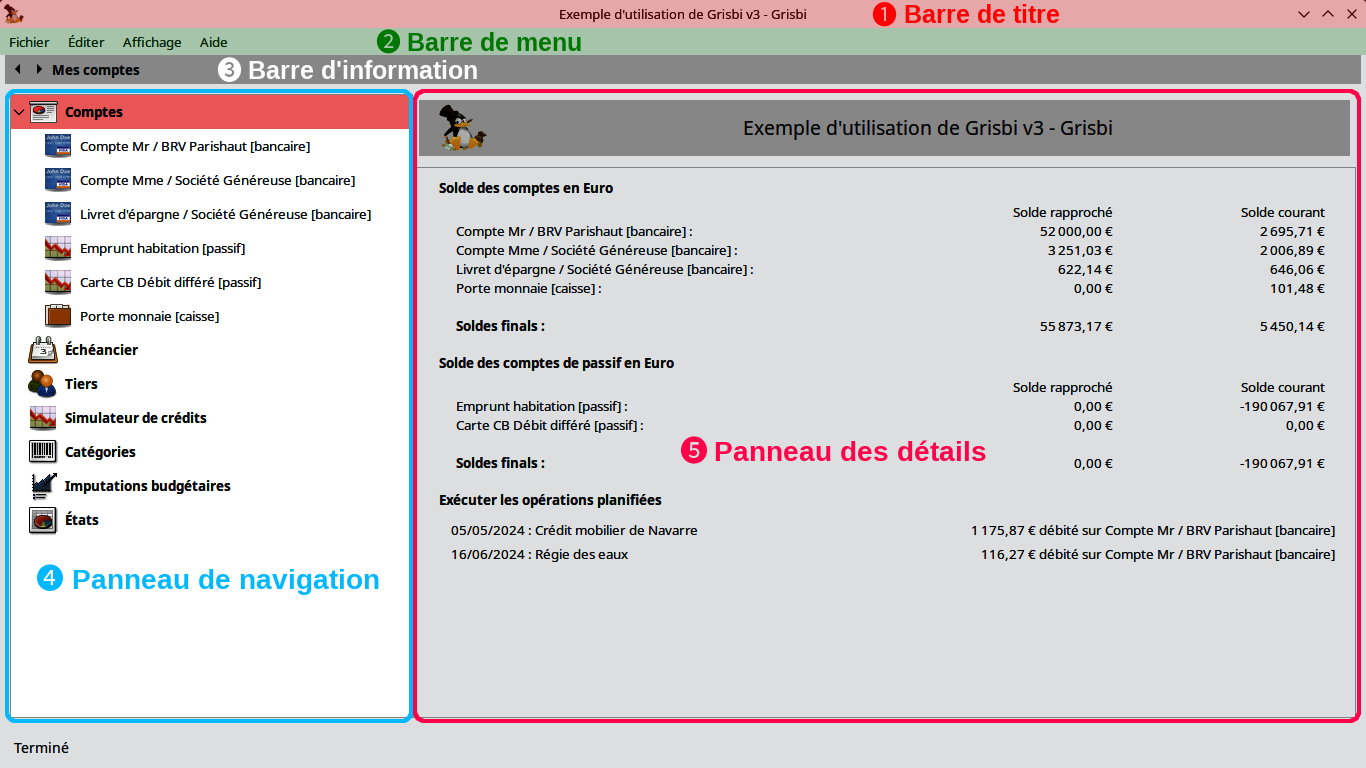 Exemple d'utilisation de Grisbi v3 - Grisbi
❶ Barre de titre
Fichier Éditer Affichage Aide
❷ Barre de menu
Mes comptes
❸ Barre d'information
Comptes
Compte Mr / BRV Parishaut [bancaire]
Compte Mme / Société Généreuse [bancaire]
Livret d'épargne / Société Généreuse [bancaire]
Emprunt habitation [passif]
Carte CB Débit différé [passif]
Porte monnaie [caisse]
Échéancier
Tiers
Simulateur de crédits
Catégories
Imputations budgétaires
États
❹ Panneau de navigation
Exemple d'utilisation de Grisbi v3 - Grisbi
Solde des comptes en Euro
Solde rapproché Solde courant
Compte Mr / BRV Parishaut [bancaire] : 52 000,00 € 2 695,71 €
Compte Mme / Société Généreuse [bancaire] : 3 251,03 € 2 006,89 €
Livret d'épargne / Société Généreuse [bancaire] : 622,14 € 646,06 €
Porte monnaie [caisse] : 0,00 € 101,48 €
Soldes finals : 55 873,17 € 5 450,14 €
Solde des comptes de passif en Euro
Solde rapproché Solde courant
Emprunt habitation [passif] : 0,00 € -190 067,91 €
Carte CB Débit différé [passif] : 0,00 € 0,00 €
❺ Panneau des détails
Soldes finals : 0,00 € -190 067,91 €
Exécuter les opérations planifiées
05/05/2024 : Crédit mobilier de Navarre 1 175,87 € débité sur Compte Mr / BRV Parishaut [bancaire]
16/06/2024 : Régie des eaux 116,27 € débité sur Compte Mr / BRV Parishaut [bancaire]
Terminé